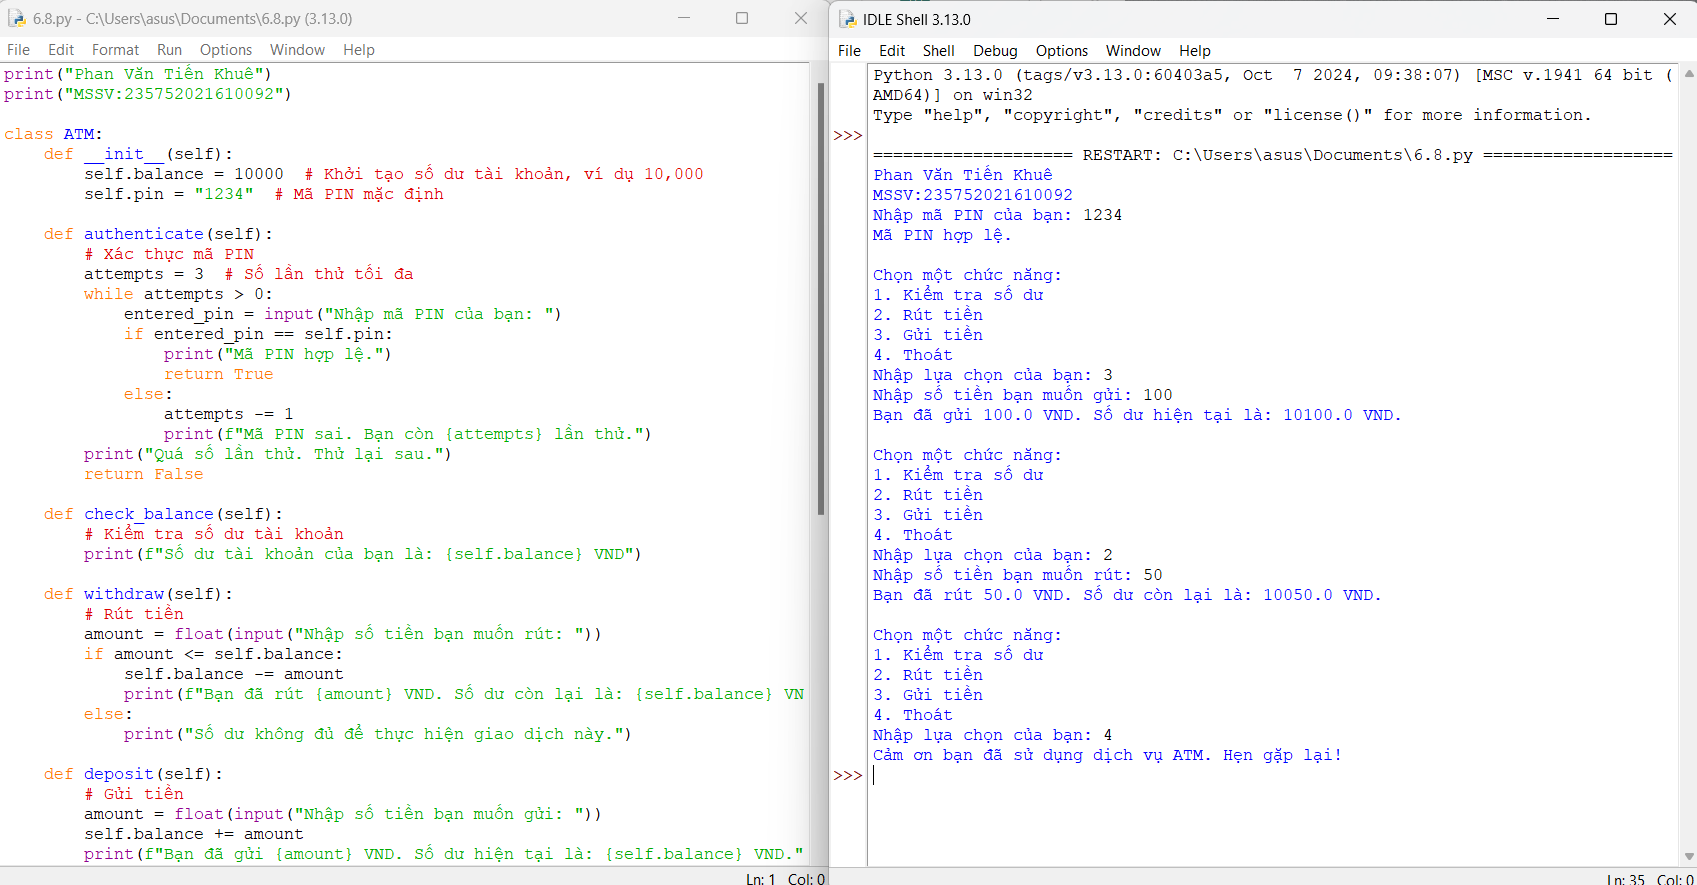 6.8.py - C:\Users\asus\Documents\6.8.py (3.13.0)
File Edit Format Run Options Window Help
print("Phan Văn Tiến Khuê")
print("MSSV:235752021610092")
class ATM:
    def __init__(self):
        self.balance = 10000  # Khởi tạo số dư tài khoản, ví dụ 10,000
        self.pin = "1234"  # Mã PIN mặc định
    def authenticate(self):
        # Xác thực mã PIN
        attempts = 3  # Số lần thử tối đa
        while attempts > 0:
            entered_pin = input("Nhập mã PIN của bạn: ")
            if entered_pin == self.pin:
                print("Mã PIN hợp lệ.")
                return True
            else:
                attempts -= 1
                print(f"Mã PIN sai. Bạn còn {attempts} lần thử.")
        print("Quá số lần thử. Thử lại sau.")
        return False
    def check_balance(self):
        # Kiểm tra số dư tài khoản
        print(f"Số dư tài khoản của bạn là: {self.balance} VND")
    def withdraw(self):
        # Rút tiền
        amount = float(input("Nhập số tiền bạn muốn rút: "))
        if amount <= self.balance:
            self.balance -= amount
            print(f"Bạn đã rút {amount} VND. Số dư còn lại là: {self.balance} VN
        else:
            print("Số dư không đủ để thực hiện giao dịch này.")
    def deposit(self):
        # Gửi tiền
        amount = float(input("Nhập số tiền bạn muốn gửi: "))
        self.balance += amount
        print(f"Bạn đã gửi {amount} VND. Số dư hiện tại là: {self.balance} VND."
Ln: 1 Col: 0
IDLE Shell 3.13.0
File Edit Shell Debug Options Window Help
Python 3.13.0 (tags/v3.13.0:60403a5, Oct  7 2024, 09:38:07) [MSC v.1941 64 bit (
AMD64)] on win32
Type "help", "copyright", "credits" or "license()" for more information.
>>>
==================== RESTART: C:\Users\asus\Documents\6.8.py ===================
Phan Văn Tiến Khuê
MSSV:235752021610092
Nhập mã PIN của bạn: 1234
Mã PIN hợp lệ.
Chọn một chức năng:
1. Kiểm tra số dư
2. Rút tiền
3. Gửi tiền
4. Thoát
Nhập lựa chọn của bạn: 3
Nhập số tiền bạn muốn gửi: 100
Bạn đã gửi 100.0 VND. Số dư hiện tại là: 10100.0 VND.
Chọn một chức năng:
1. Kiểm tra số dư
2. Rút tiền
3. Gửi tiền
4. Thoát
Nhập lựa chọn của bạn: 2
Nhập số tiền bạn muốn rút: 50
Bạn đã rút 50.0 VND. Số dư còn lại là: 10050.0 VND.
Chọn một chức năng:
1. Kiểm tra số dư
2. Rút tiền
3. Gửi tiền
4. Thoát
Nhập lựa chọn của bạn: 4
Cảm ơn bạn đã sử dụng dịch vụ ATM. Hẹn gặp lại!
>>>
Ln: 35 Col: 0